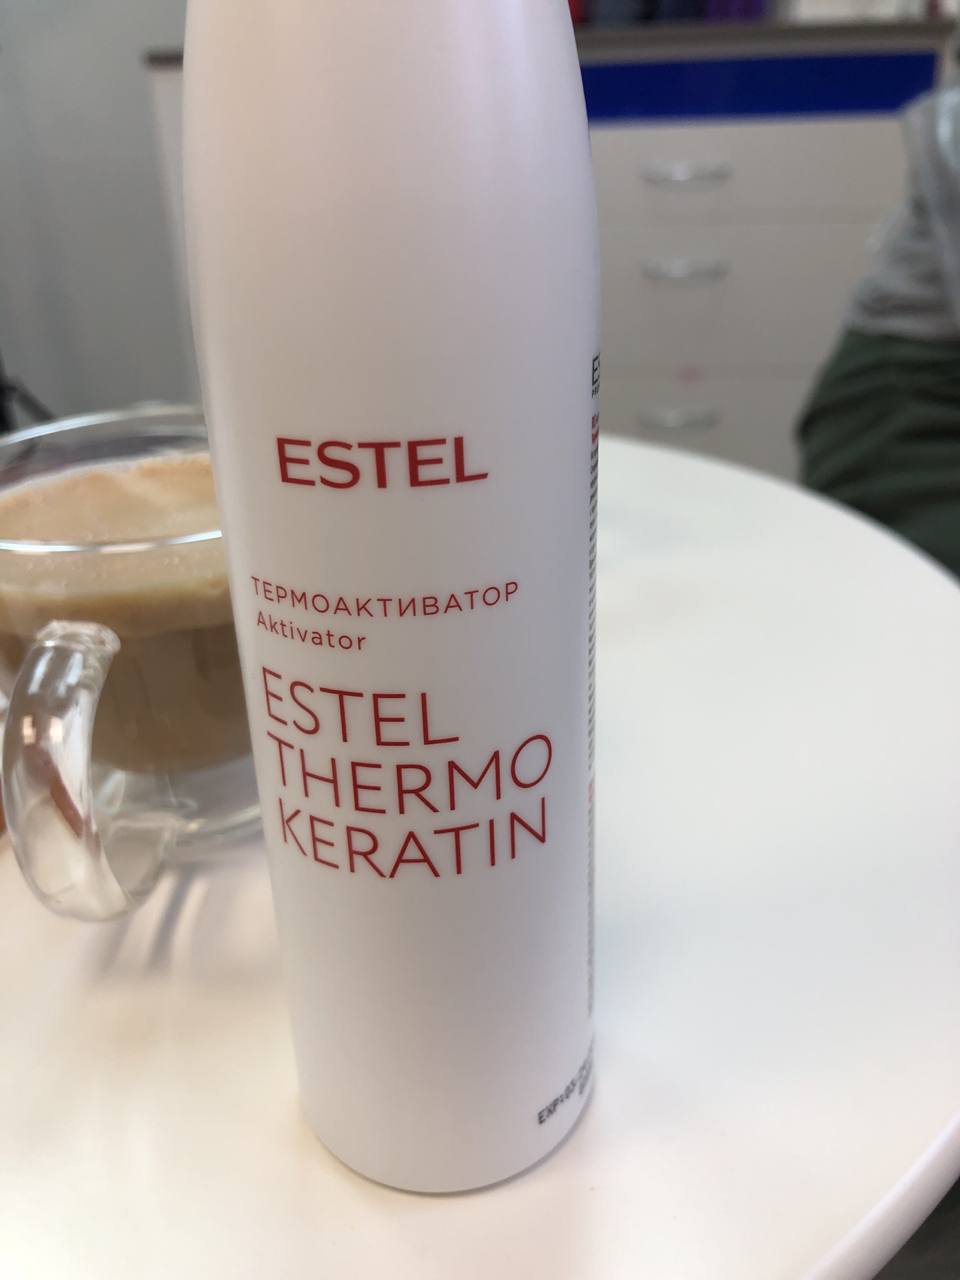 ESTEL
ТЕРМОАКТИВАТОР
Aktivator
ESTEL
THERMO
KERATIN